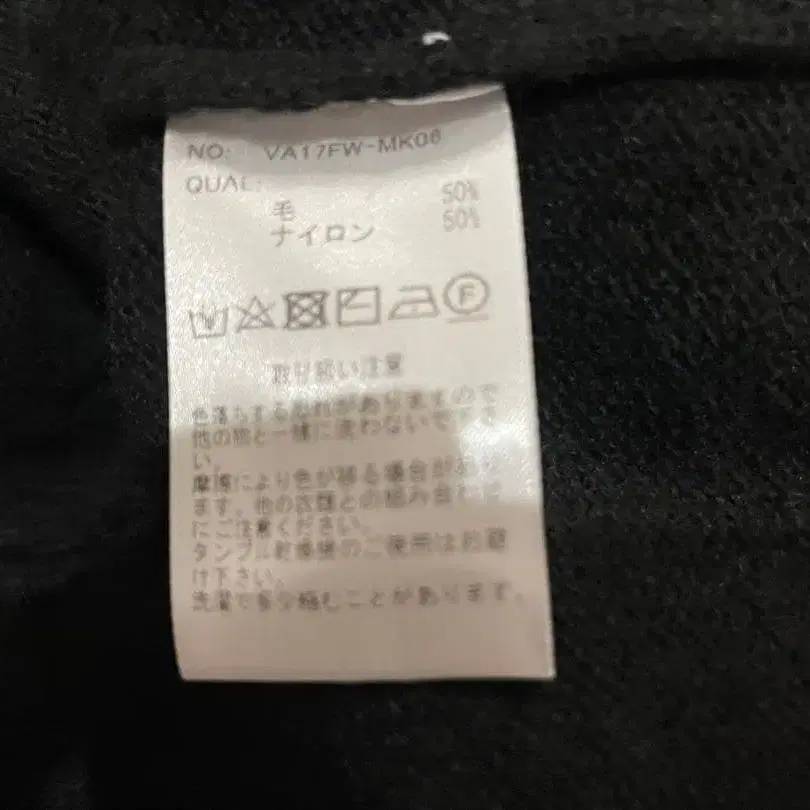 NO: VA17FW-MK06
QUAL:
毛 50%
ナイロン 50%
F
取り扱い注意
色落ちする恐れがありますので
他の物と一緒に洗わないで下さ
い。
摩擦により色が移る場合があり
ます。他の衣類との組み合わせ
にご注意ください。
タンブル乾燥機のご使用はお避
け下さい。
洗濯で多少縮むことがあります。